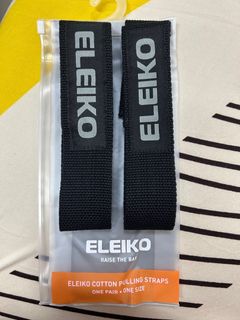 ELEIKO
ELEIKO
ELEIKO
RAISE THE BAR
ELEIKO COTTON PULLING STRAPS
ONE PAIR • ONE SIZE